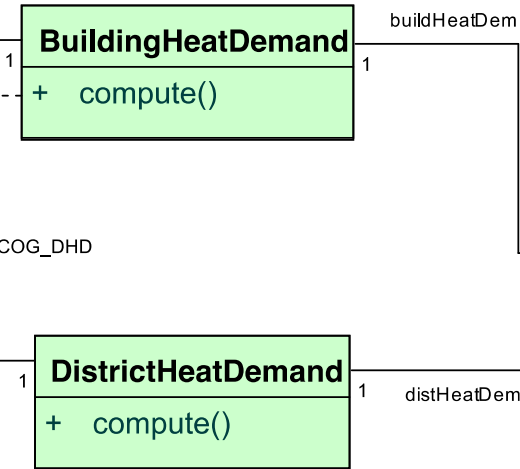 buildHeatDem
BuildingHeatDemand
1
1
+ compute()
COG_DHD
DistrictHeatDemand
1
1
distHeatDem
+ compute()